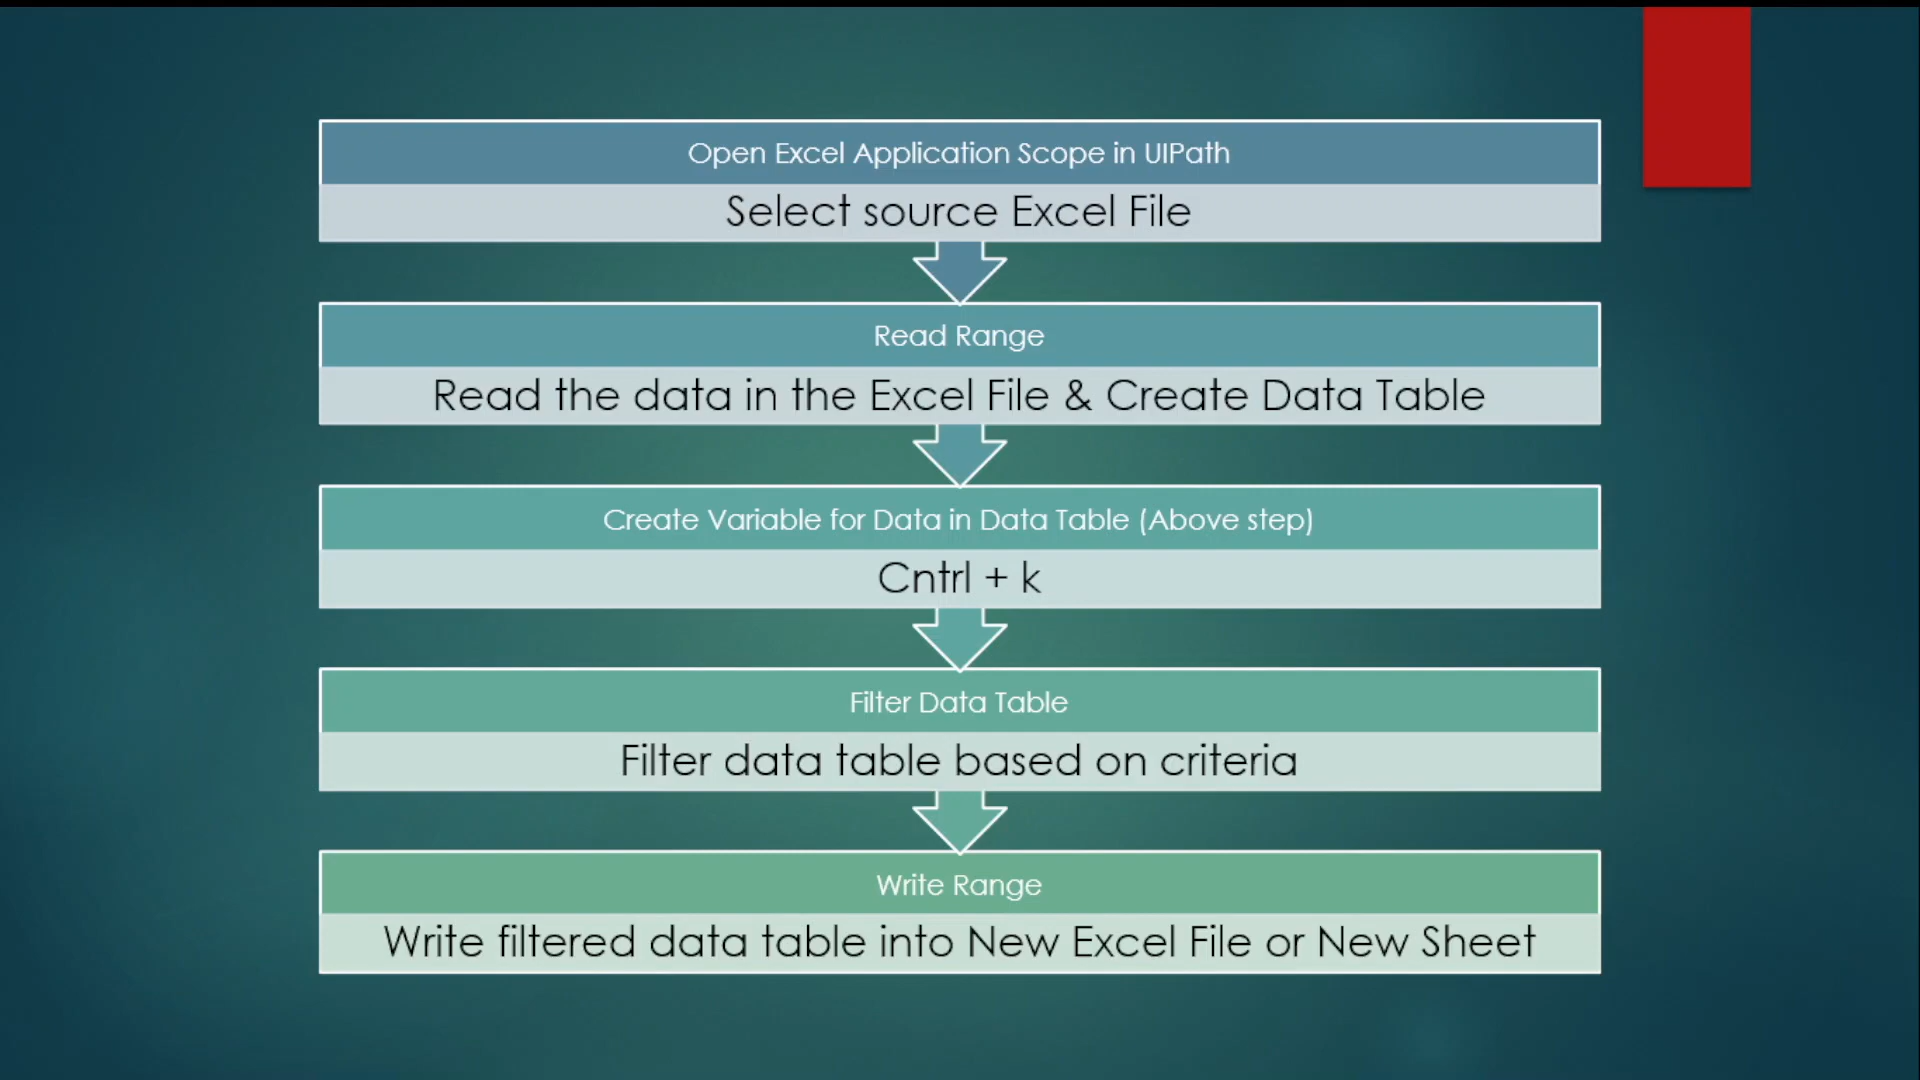 Open Excel Application Scope in UIPath
Select source Excel File
Read Range
Read the data in the Excel File & Create Data Table
Create Variable for Data in Data Table (Above step)
Cntrl + k
Filter Data Table
Filter data table based on criteria
Write Range
Write filtered data table into New Excel File or New Sheet